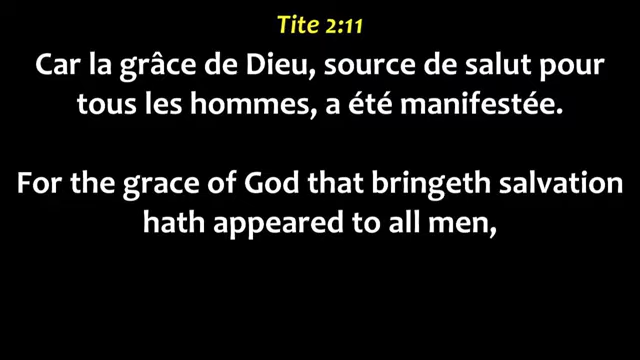 Tite 2:11
Car la grâce de Dieu, source de salut pour
tous les hommes, a été manifestée.
For the grace of God that bringeth salvation
hath appeared to all men,